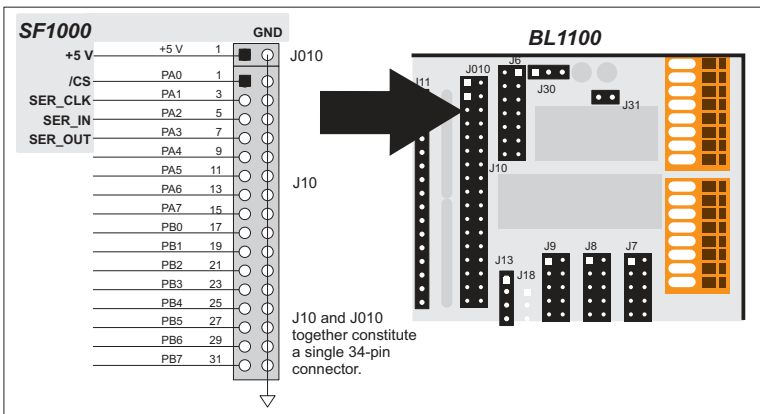 SF1000
GND
+5 V +5 V 1
J010
/CS PA0 1
SER_CLK PA1 3
SER_IN PA2 5
SER_OUT PA3 7
PA4 9
PA5 11
J10
PA6 13
PA7 15
PB0 17
PB1 19
PB2 21
PB3 23
PB4 25
PB5 27
PB6 29
PB7 31
J10 and J010
together constitute
a single 34-pin
connector.
BL1100
J11
J010
J6
J30
J31
J10
J13
J18
J9
J8
J7